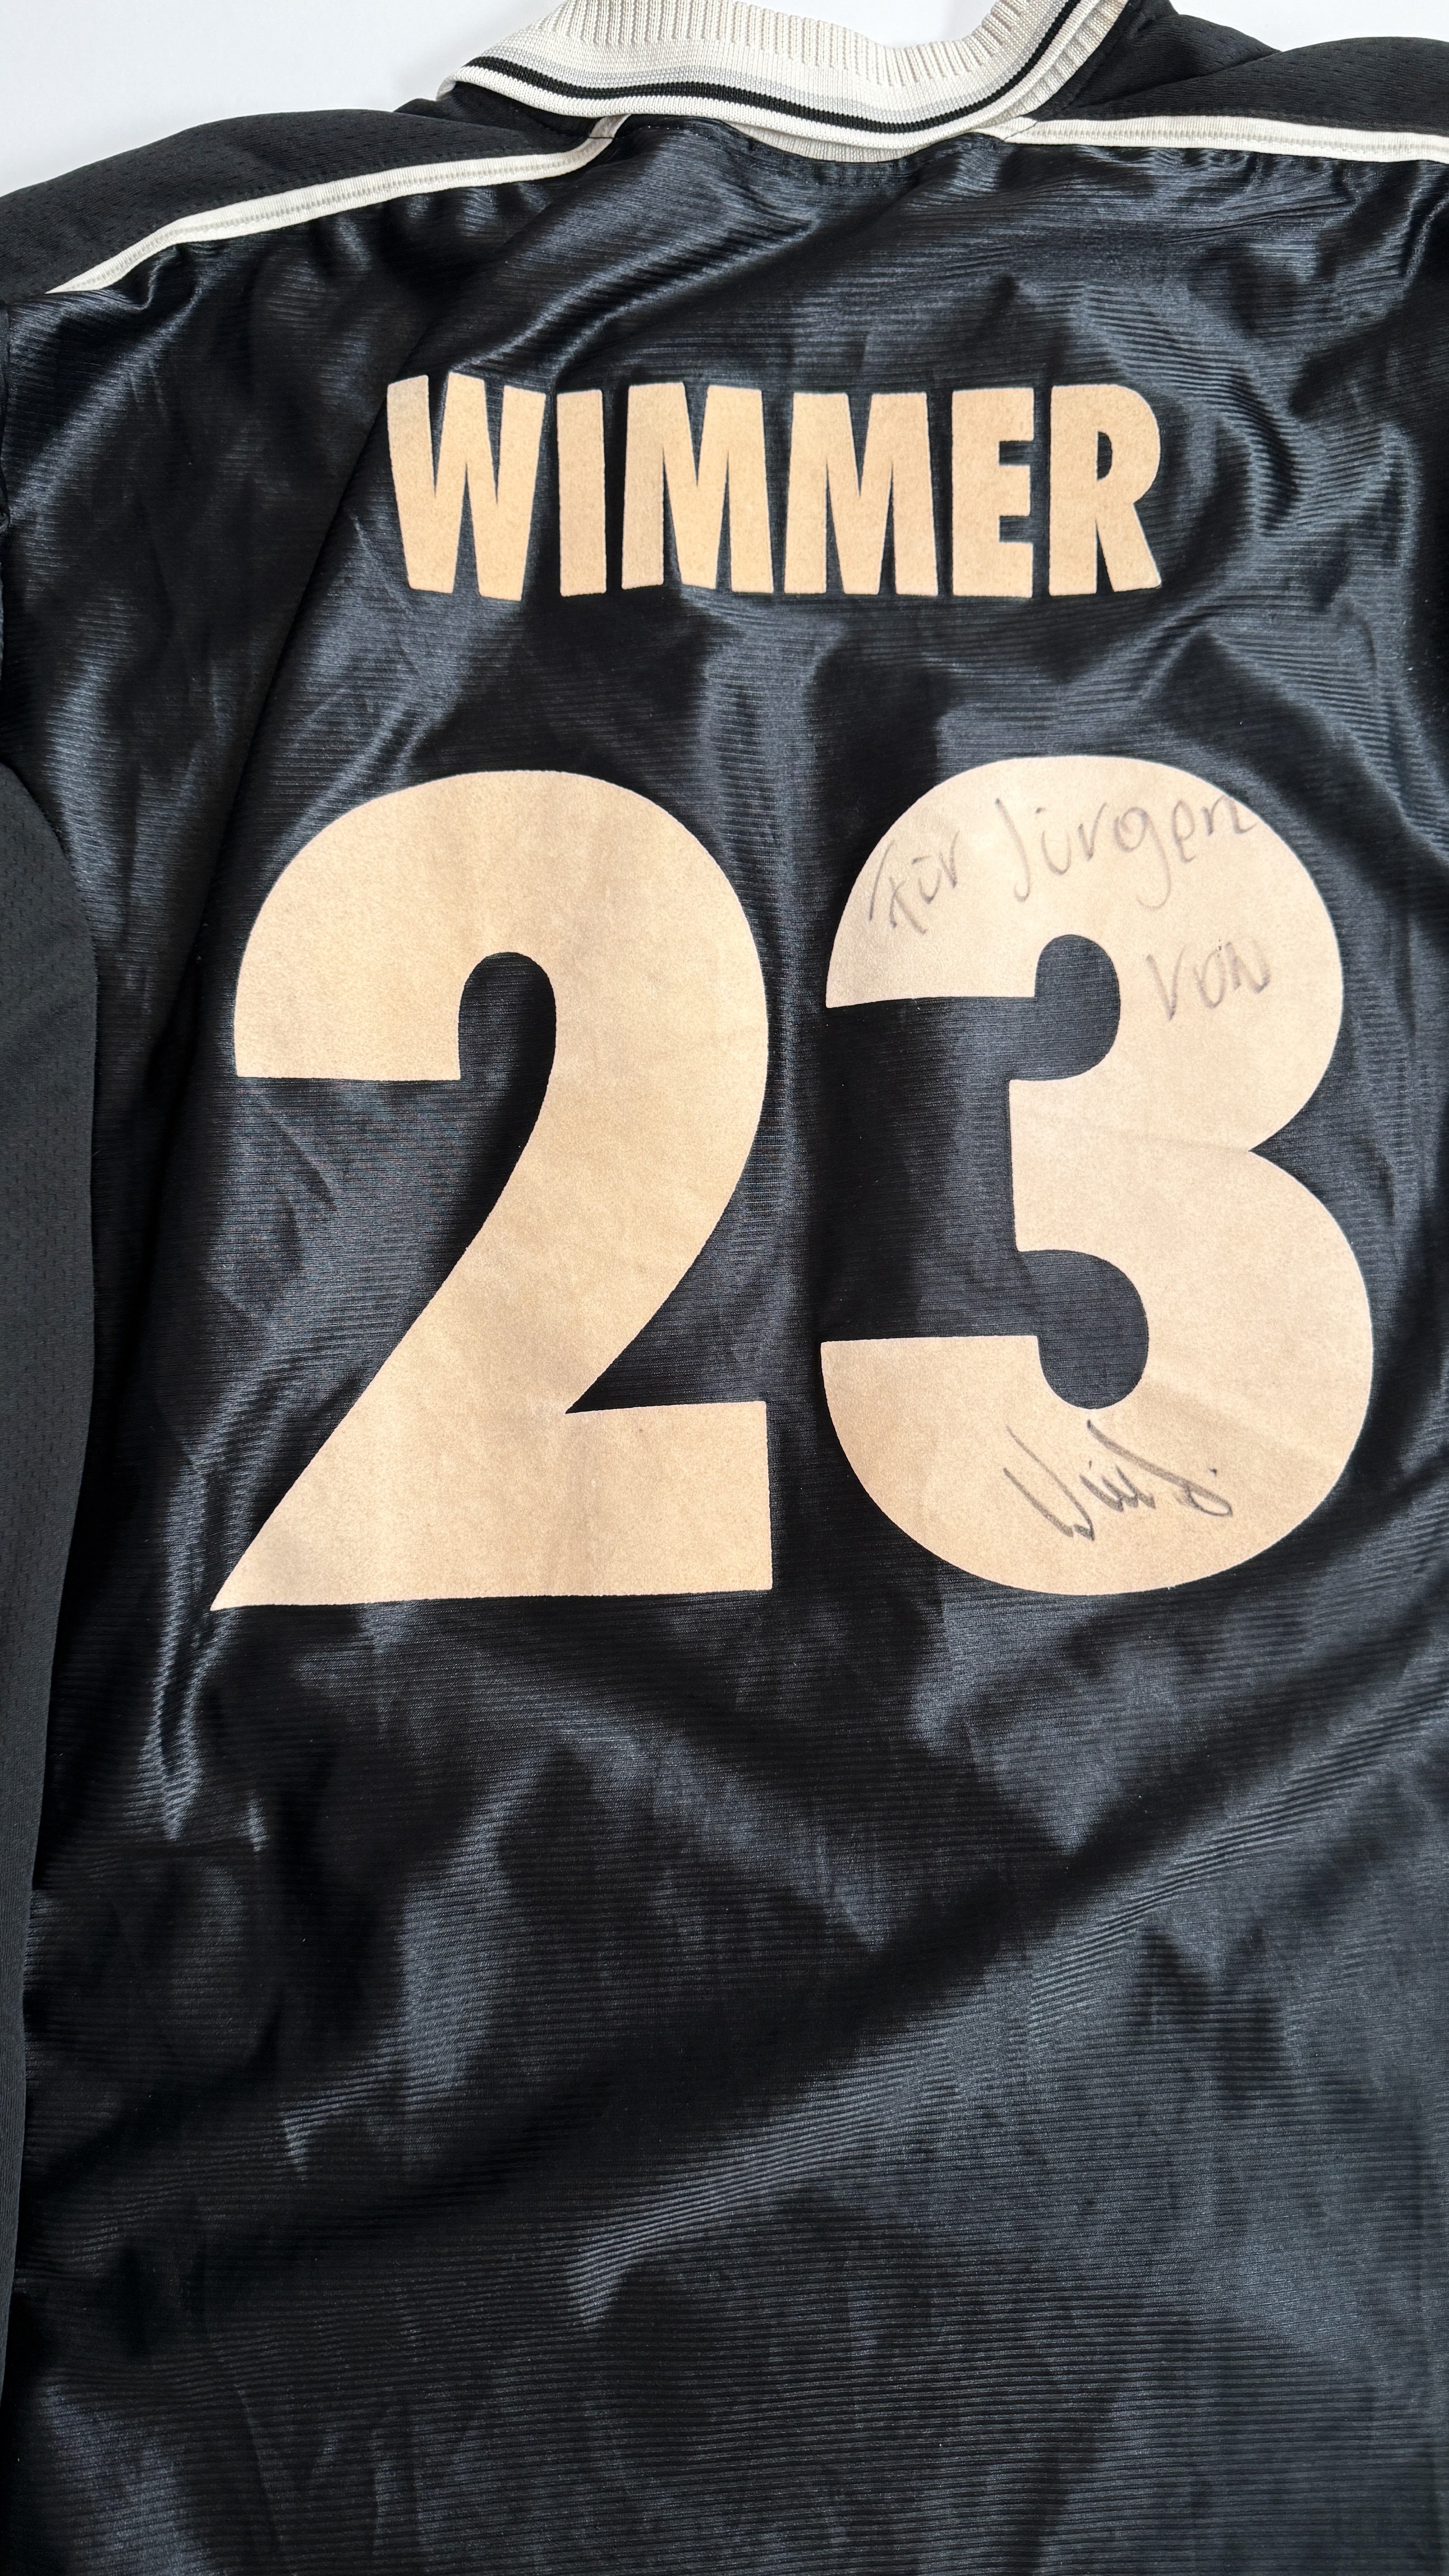 WIMMER
23
Für Jürgen
von